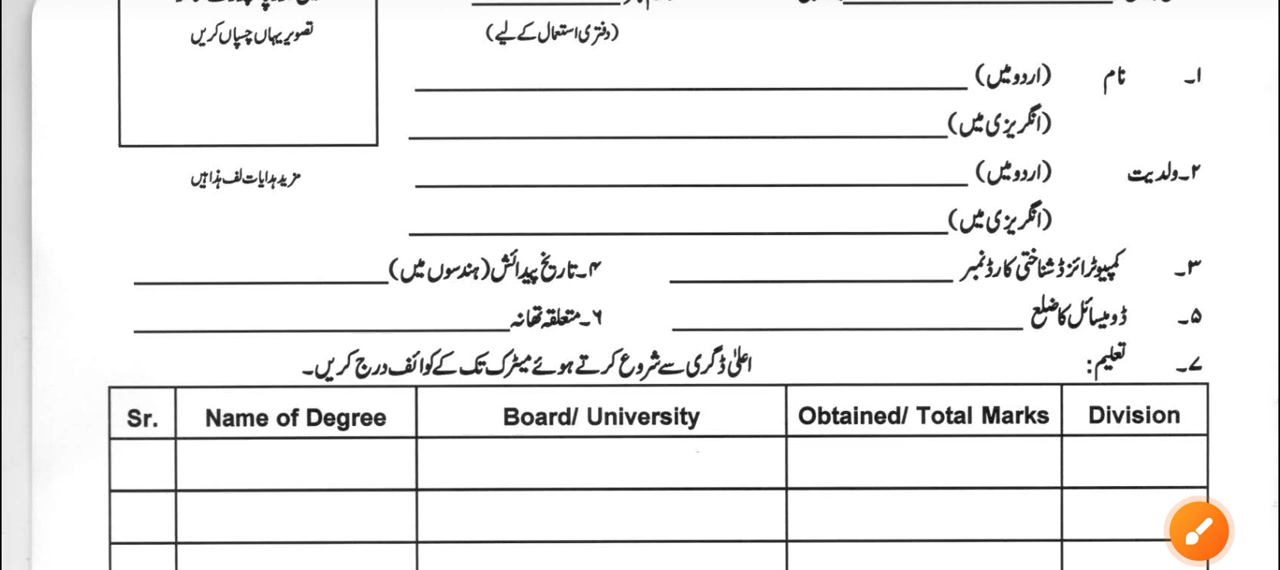 تصویر یہاں چسپاں کریں
(دفتری استعمال کے لیے)
۱۔ نام (اردو میں)
(انگریزی میں)
۲۔ولدیت (اردو میں)
(انگریزی میں)
مزید ہدایات لف ہذا ہیں
۳۔ کمپیوٹرائزڈ شناختی کارڈ نمبر ۴۔تاریخ پیدائش (ہندسوں میں)
۵۔ ڈومیسائل کا ضلع ۶۔متعلقہ تھانہ
۷۔ تعلیم: اعلیٰ ڈگری سے شروع کرتے ہوئے میٹرک تک کے کوائف درج کریں۔
Sr. Name of Degree Board/ University Obtained/ Total Marks Division